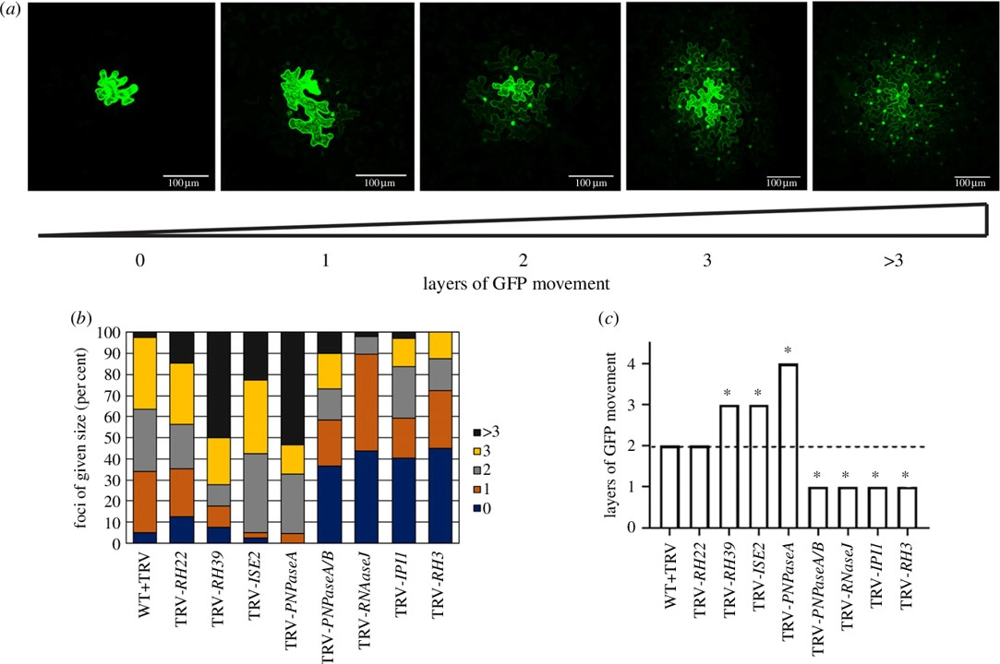 (a)
100 µm
100 µm
100 µm
100 µm
100 µm
0 1 2 3 >3
layers of GFP movement
(b)
foci of given size (per cent)
100
90
80
70
60
50
40
30
20
10
0
WT+TRV
TRV-RH22
TRV-RH39
TRV-ISE2
TRV-PNPaseA
TRV-PNPaseA/B
TRV-RNAaseJ
TRV-IPI1
TRV-RH3
>3
3
2
1
0
(c)
layers of GFP movement
4
3
2
1
0
* * * * * * *
WT+TRV
TRV-RH22
TRV-RH39
TRV-ISE2
TRV-PNPaseA
TRV-PNPaseA/B
TRV-RNaseJ
TRV-IPI1
TRV-RH3